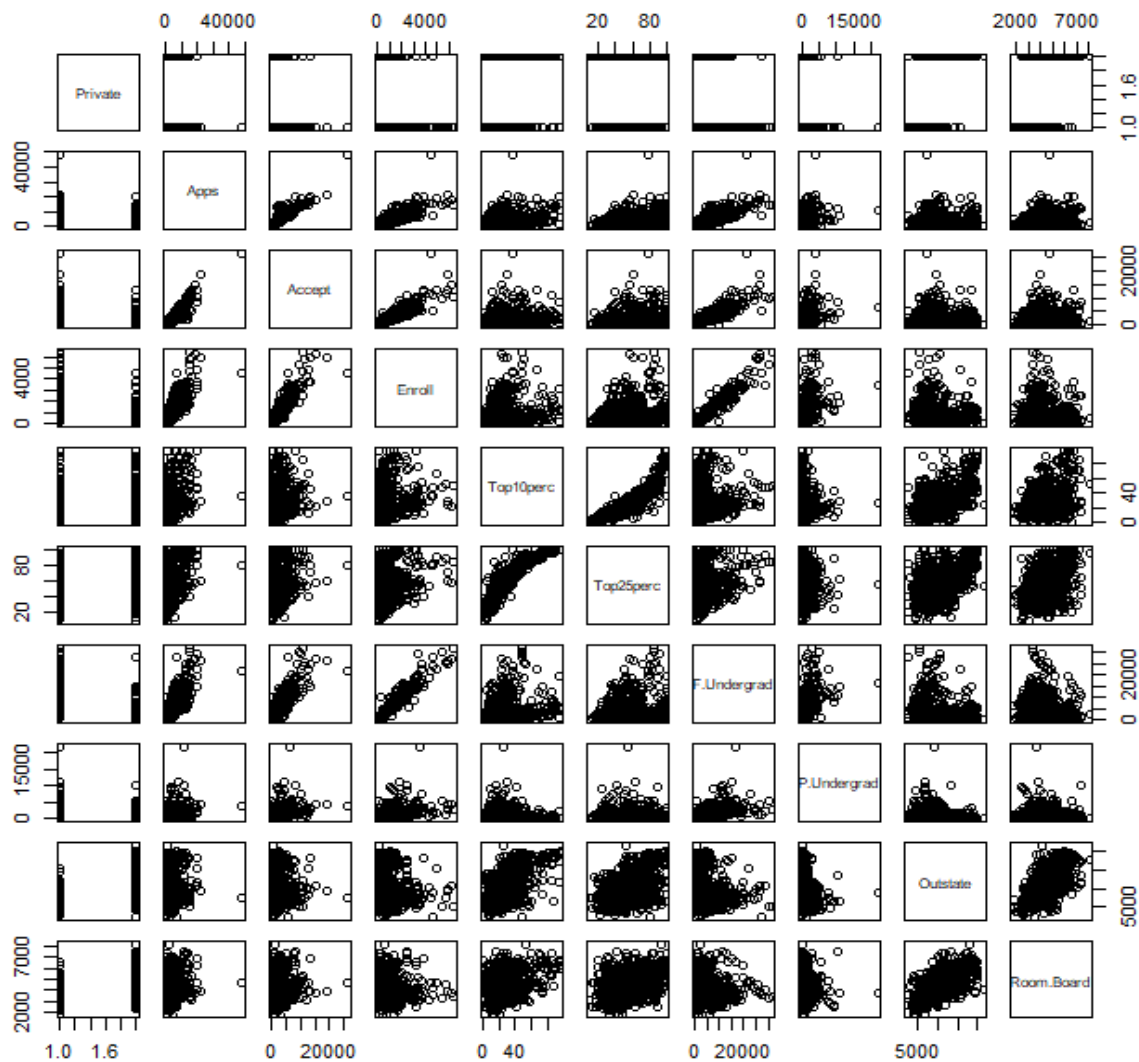 0 40000 0 4000 20 80 0 15000 2000 7000
Private 1.0 1.6
0 40000 Apps
Accept 0 20000
0 4000 Enroll
Top10perc 0 40
20 80 Top25perc
F.Undergrad 0 20000
0 15000 P.Undergrad
Outstate 5000
2000 7000 Room.Board
1.0 1.6 0 20000 0 40 0 20000 5000